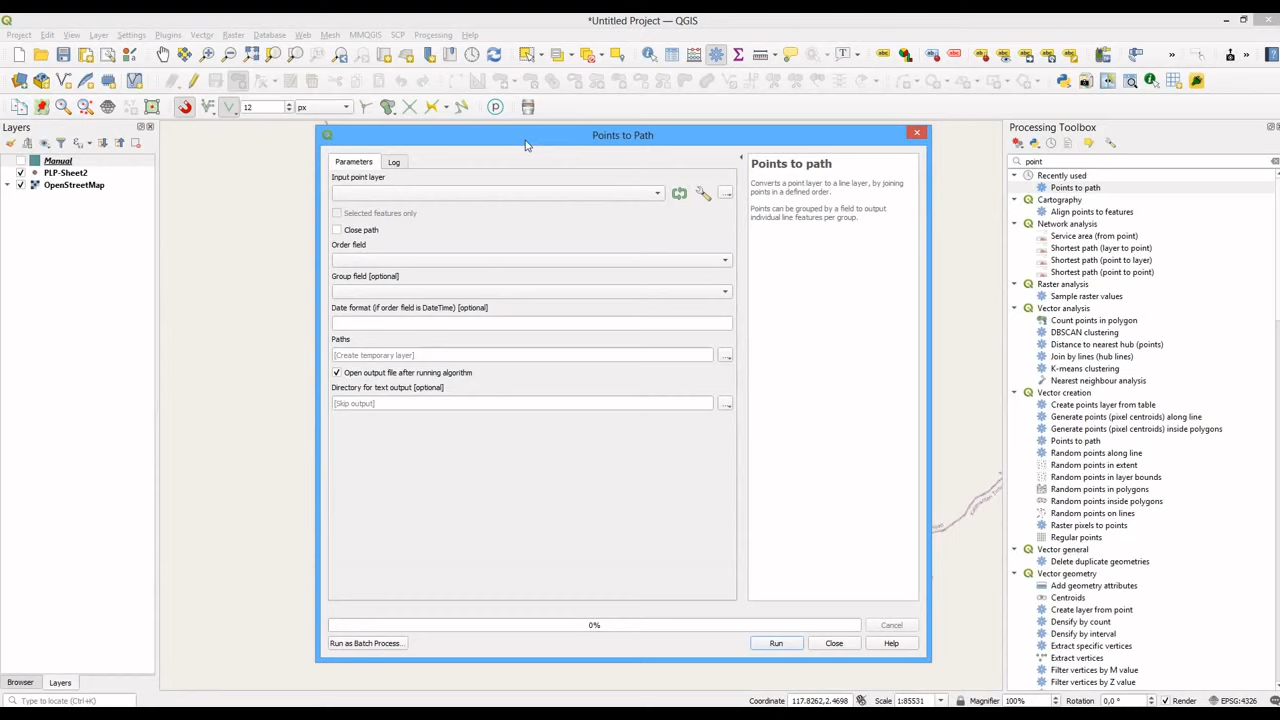 *Untitled Project — QGIS
Project Edit View Layer Settings Plugins Vector Raster Database Web Mesh MMQGIS SCP Processing Help
12 px
Layers
Manual
PLP-Sheet2
OpenStreetMap
Points to Path
Parameters Log
Input point layer
Selected features only
Close path
Order field
Group field [optional]
Date format (if order field is DateTime) [optional]
Paths
[Create temporary layer]
Open output file after running algorithm
Directory for text output [optional]
[Skip output]
Points to path
Converts a point layer to a line layer, by joining
points in a defined order.
Points can be grouped by a field to output
individual line features per group.
0%
Cancel
Run as Batch Process...
Run Close Help
Processing Toolbox
point
Recently used
Points to path
Cartography
Align points to features
Network analysis
Service area (from point)
Shortest path (layer to point)
Shortest path (point to layer)
Shortest path (point to point)
Raster analysis
Sample raster values
Vector analysis
Count points in polygon
DBSCAN clustering
Distance to nearest hub (points)
Join by lines (hub lines)
K-means clustering
Nearest neighbour analysis
Vector creation
Create points layer from table
Generate points (pixel centroids) along line
Generate points (pixel centroids) inside polygons
Points to path
Random points along line
Random points in extent
Random points in layer bounds
Random points in polygons
Random points inside polygons
Random points on lines
Raster pixels to points
Regular points
Vector general
Delete duplicate geometries
Vector geometry
Add geometry attributes
Centroids
Create layer from point
Densify by count
Densify by interval
Extract specific vertices
Extract vertices
Filter vertices by M value
Filter vertices by Z value
Browser Layers
Type to locate (Ctrl+K)
Coordinate 117.8262,2.4698 Scale 1:85531 Magnifier 100% Rotation 0,0 ° Render EPSG:4326